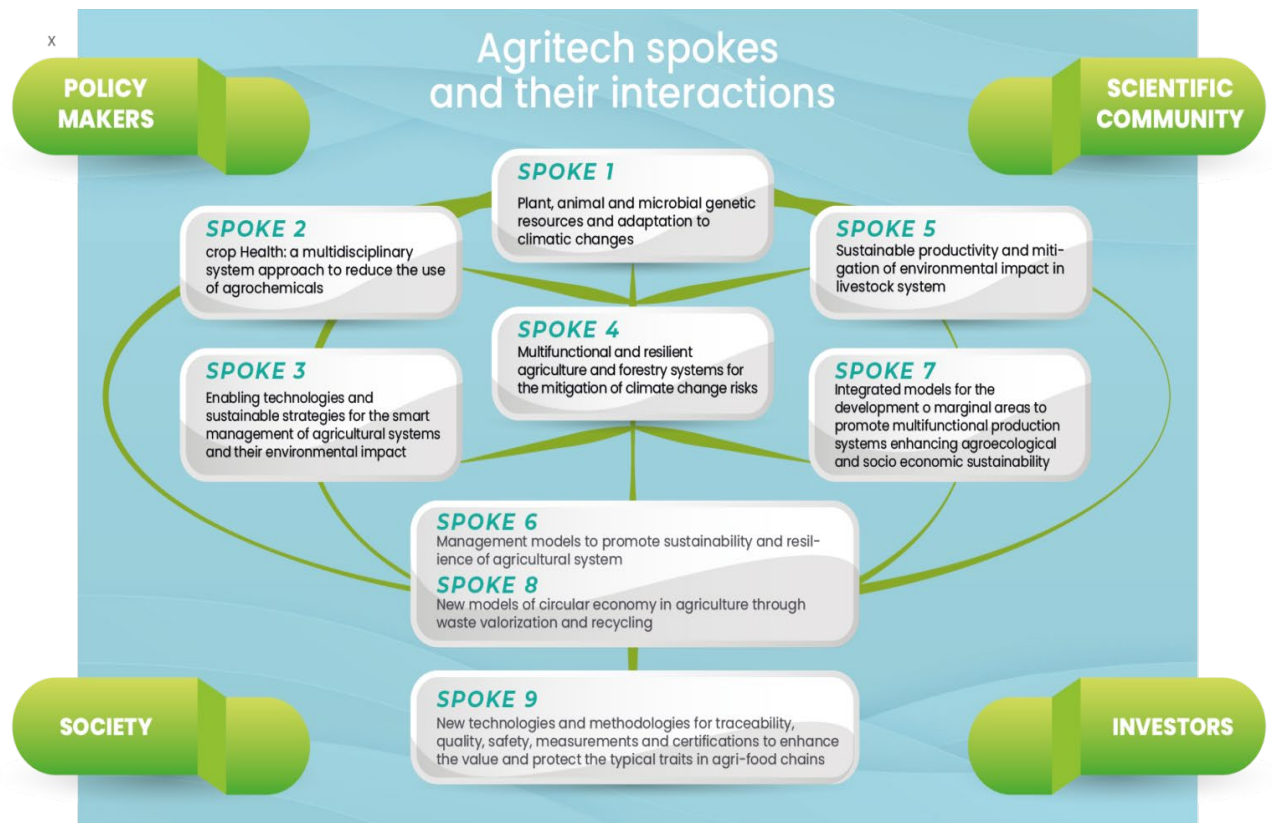 x
Agritech spokes
and their interactions
POLICY
MAKERS
SCIENTIFIC
COMMUNITY
SPOKE 1
Plant, animal and microbial genetic
resources and adaptation to
climatic changes
SPOKE 2
crop Health: a multidisciplinary
system approach to reduce the use
of agrochemicals
SPOKE 5
Sustainable productivity and miti-
gation of environmental impact in
livestock system
SPOKE 4
Multifunctional and resilient
agriculture and forestry systems for
the mitigation of climate change risks
SPOKE 3
Enabling technologies and
sustainable strategies for the smart
management of agricultural systems
and their environmental impact
SPOKE 7
Integrated models for the
development o marginal areas to
promote multifunctional production
systems enhancing agroecological
and socio economic sustainability
SPOKE 6
Management models to promote sustainability and resil-
ience of agricultural system
SPOKE 8
New models of circular economy in agriculture through
waste valorization and recycling
SPOKE 9
New technologies and methodologies for traceability,
quality, safety, measurements and certifications to enhance
the value and protect the typical traits in agri-food chains
SOCIETY
INVESTORS